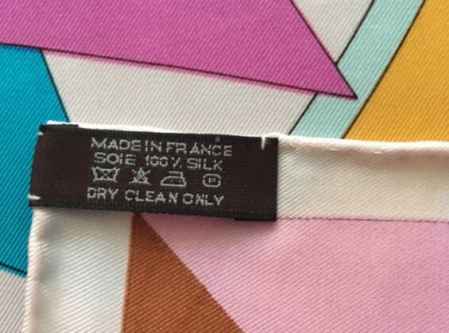 MADE IN FRANCE
SOIE 100% SILK
DRY CLEAN ONLY